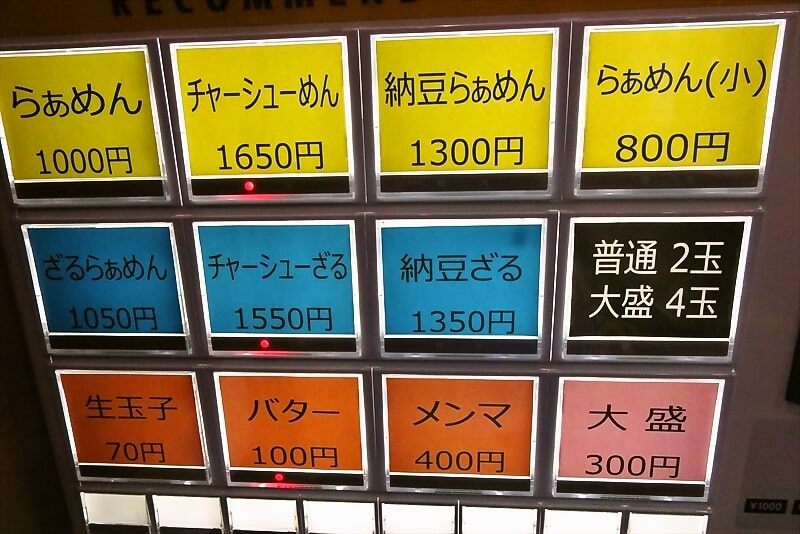 RECOMMEND
らぁめん
1000円
チャーシューめん
1650円
納豆らぁめん
1300円
らぁめん(小)
800円
ざるらぁめん
1050円
チャーシューざる
1550円
納豆ざる
1350円
普通 2玉
大盛 4玉
生玉子
70円
バター
100円
メンマ
400円
大盛
300円
¥1000